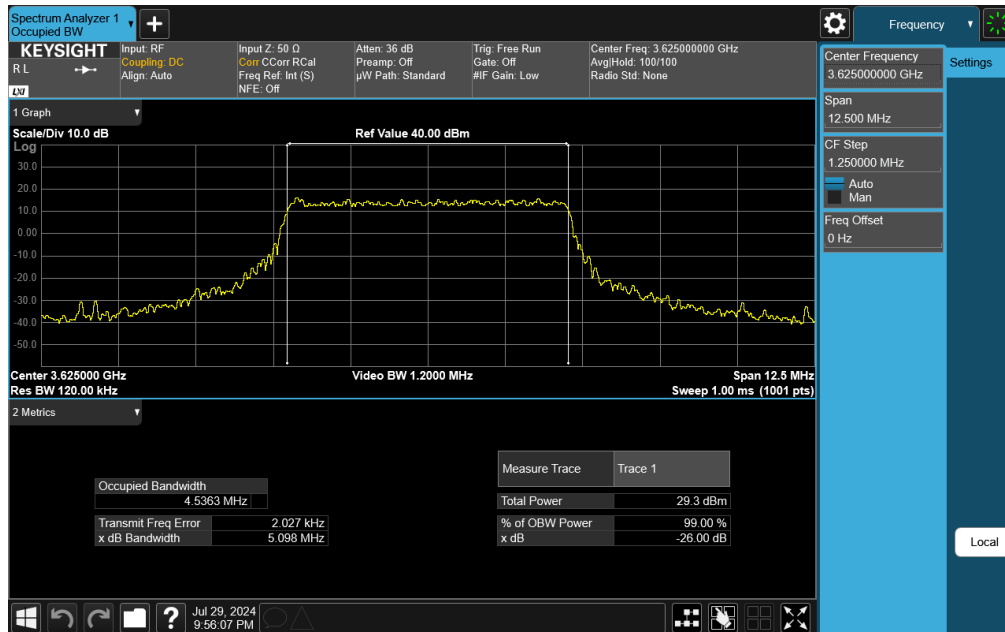 Spectrum Analyzer 1
Occupied BW
Frequency
KEYSIGHT
R L
LXI
Input: RF
Coupling: DC
Align: Auto
Input Z: 50 Ω
Corr CCorr RCal
Freq Ref: Int (S)
NFE: Off
Atten: 36 dB
Preamp: Off
µW Path: Standard
Trig: Free Run
Gate: Off
#IF Gain: Low
Center Freq: 3.625000000 GHz
Avg|Hold: 100/100
Radio Std: None
Center Frequency
3.625000000 GHz
Settings
Span
12.500 MHz
CF Step
1.250000 MHz
Auto
Man
Freq Offset
0 Hz
Local
1 Graph
Scale/Div 10.0 dB
Ref Value 40.00 dBm
Log
30.0
20.0
10.0
0.00
-10.0
-20.0
-30.0
-40.0
-50.0
Center 3.625000 GHz
Video BW 1.2000 MHz
Span 12.5 MHz
Res BW 120.00 kHz
Sweep 1.00 ms (1001 pts)
2 Metrics
Occupied Bandwidth
4.5363 MHz
Transmit Freq Error 2.027 kHz
x dB Bandwidth 5.098 MHz
Measure Trace Trace 1
Total Power 29.3 dBm
% of OBW Power 99.00 %
x dB -26.00 dB
Jul 29, 2024
9:56:07 PM